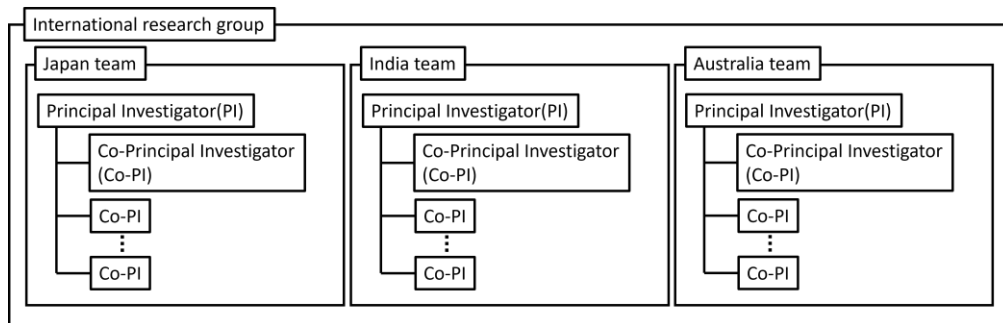 International research group
Japan team
Principal Investigator(PI)
Co-Principal Investigator
(Co-PI)
Co-PI
Co-PI
India team
Principal Investigator(PI)
Co-Principal Investigator
(Co-PI)
Co-PI
Co-PI
Australia team
Principal Investigator(PI)
Co-Principal Investigator
(Co-PI)
Co-PI
Co-PI